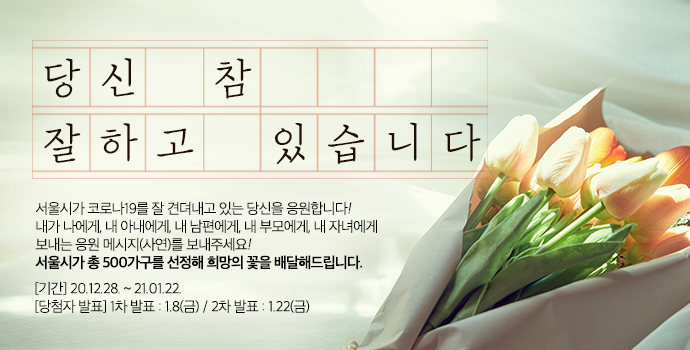 당신 참
잘하고 있습니다
서울시가 코로나19를 잘 견뎌내고 있는 당신을 응원합니다!
내가 나에게, 내 아내에게, 내 남편에게, 내 부모에게, 내 자녀에게
보내는 응원 메시지(사연)를 보내주세요!
서울시가 총 500가구를 선정해 희망의 꽃을 배달해드립니다.
[기간] 20.12.28. ~ 21.01.22.
[당첨자 발표] 1차 발표 : 1.8(금) / 2차 발표 : 1.22(금)